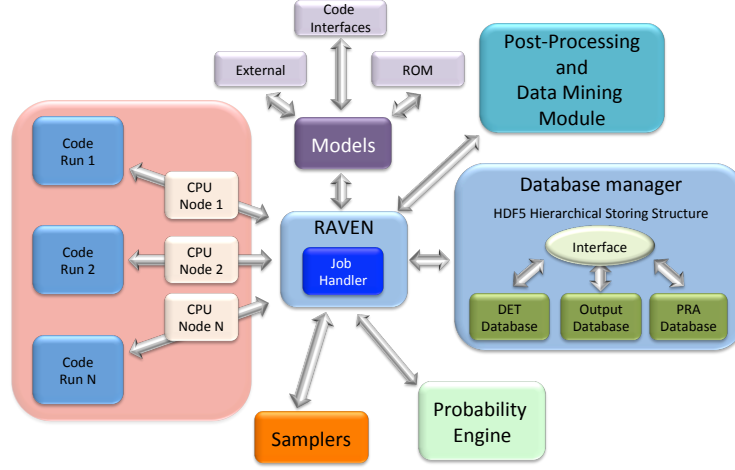 Code
Interfaces
External
ROM
Models
Post-Processing
and
Data Mining
Module
Code
Run 1
CPU
Node 1
Code
Run 2
CPU
Node 2
Code
Run N
CPU
Node N
RAVEN
Job
Handler
Database manager
HDF5 Hierarchical Storing Structure
Interface
DET
Database
Output
Database
PRA
Database
Samplers
Probability
Engine